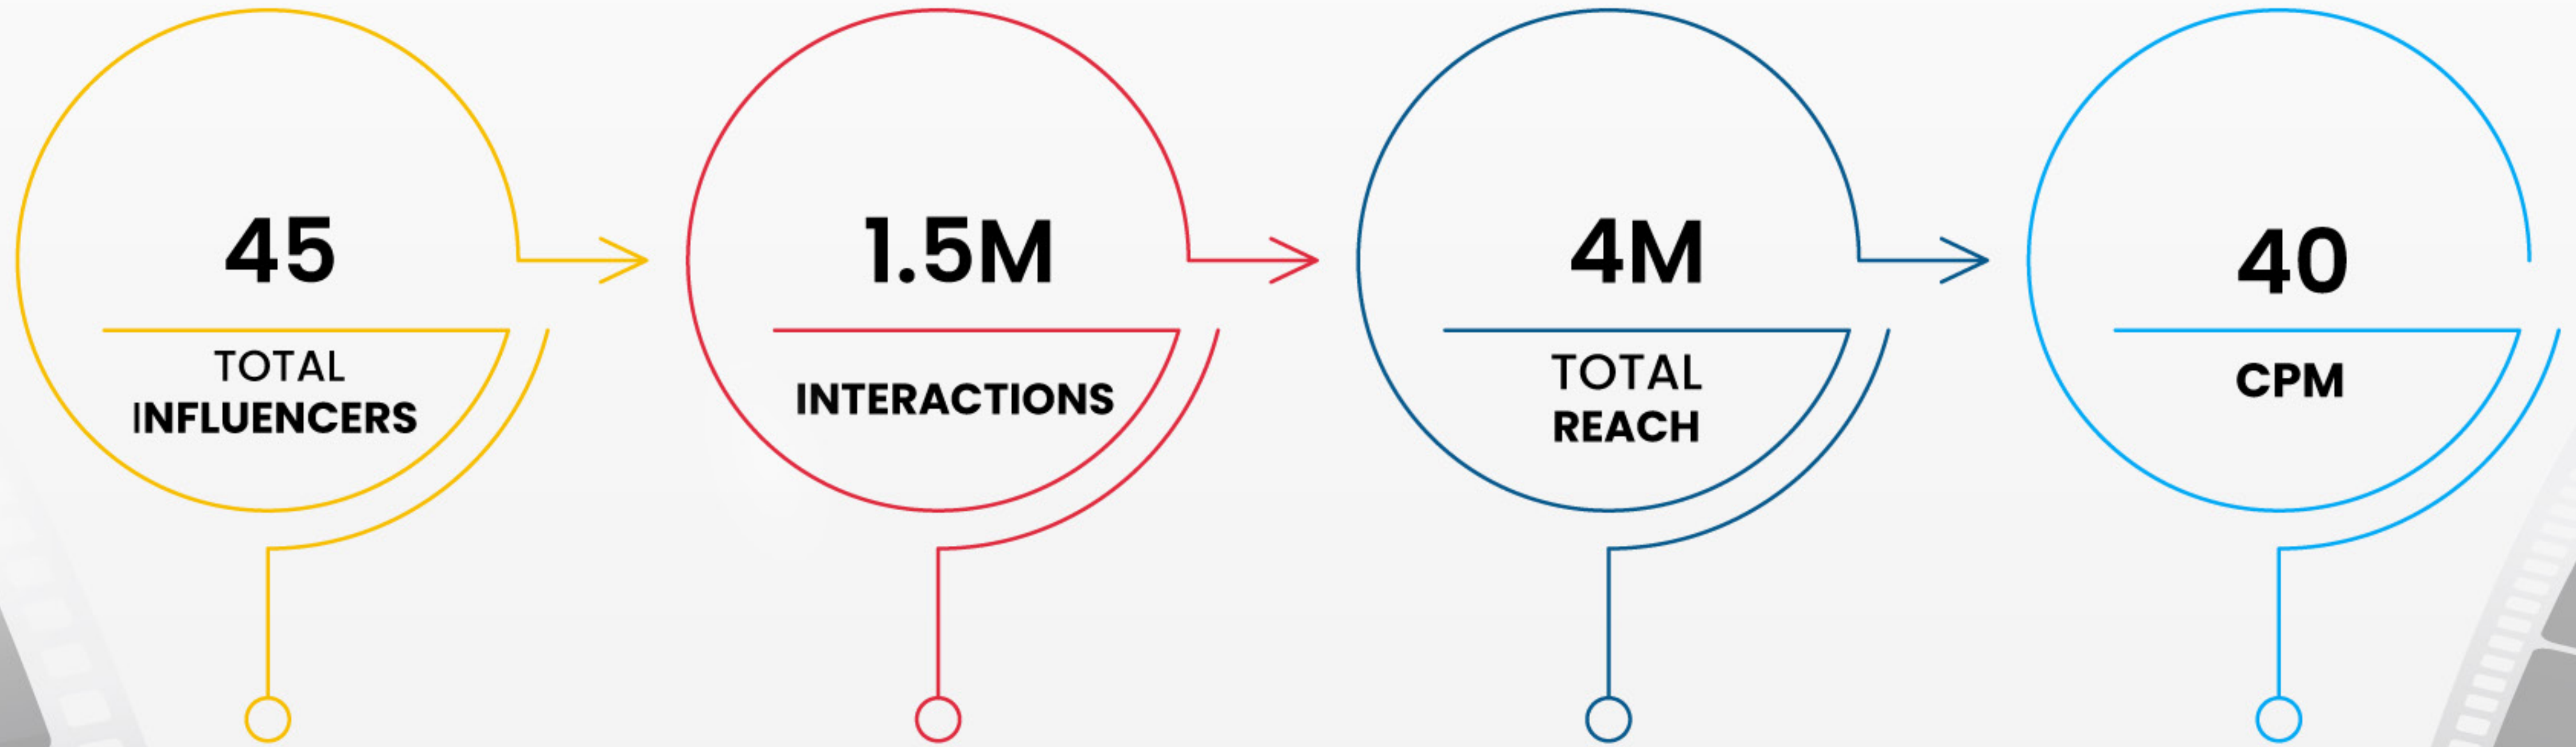 45
TOTAL
INFLUENCERS
1.5M
INTERACTIONS
4M
TOTAL
REACH
40
CPM